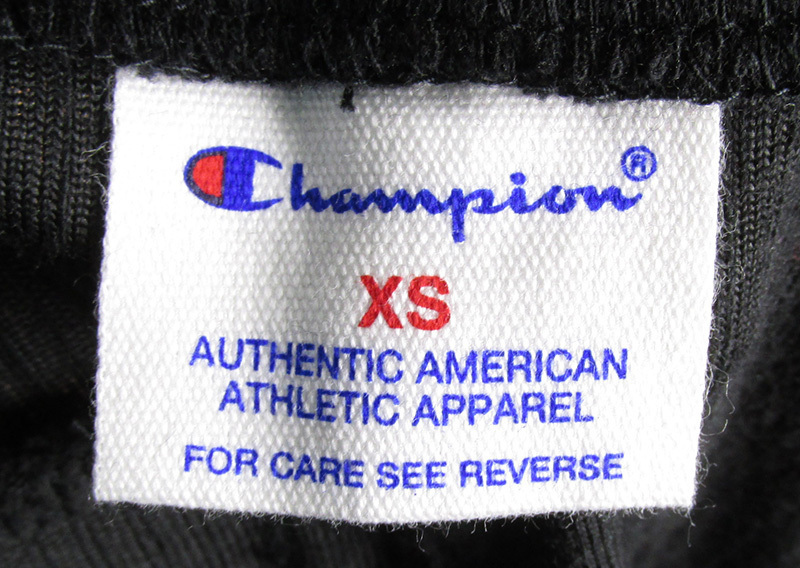 Champion®
XS
AUTHENTIC AMERICAN
ATHLETIC APPAREL
FOR CARE SEE REVERSE